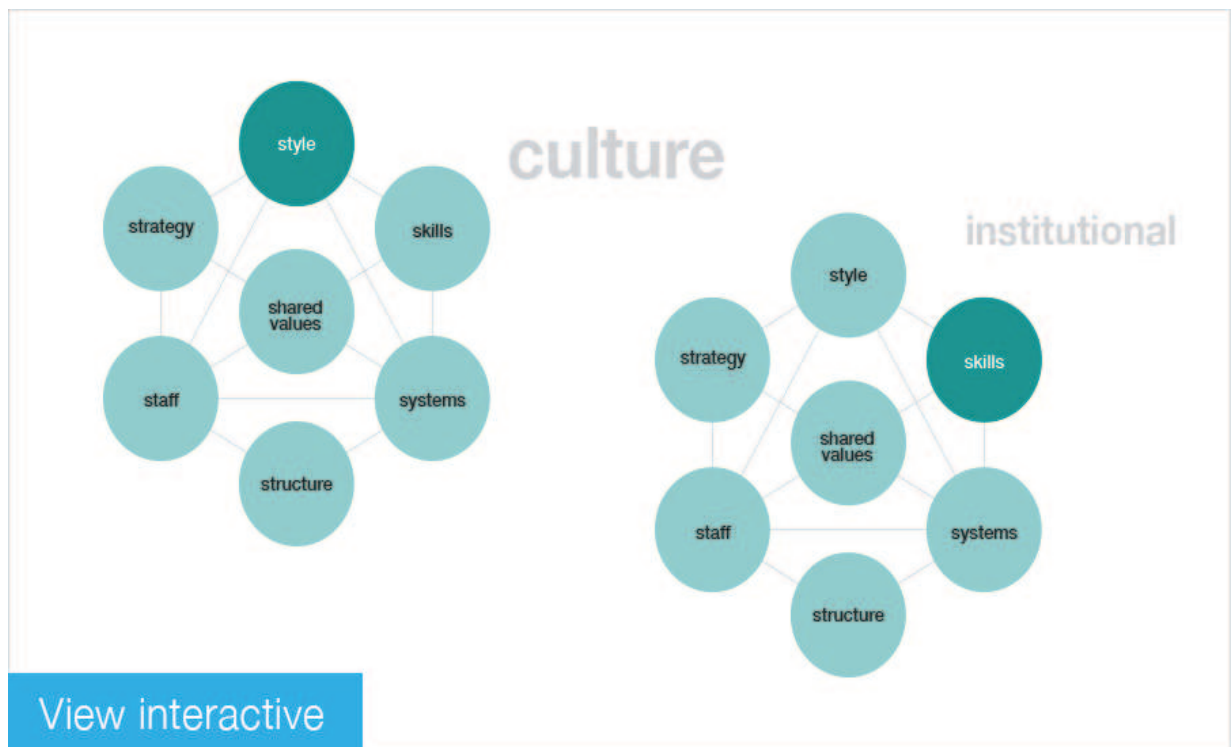 style
culture
strategy
skills
shared
values
staff
systems
structure
institutional
style
strategy
skills
shared
values
staff
systems
structure
View interactive